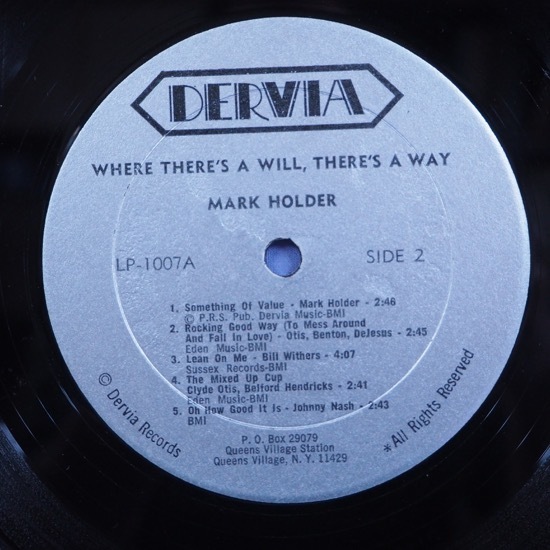 DERVIA
WHERE THERE'S A WILL, THERE'S A WAY
MARK HOLDER
LP-1007A SIDE 2
1. Something Of Value - Mark Holder - 2:46
© P.R.S. Pub. Dervia Music-BMI
2. Rocking Good Way (To Mess Around
And Fall In Love) - Otis, Benton, DeJesus - 2:45
Eden Music-BMI
3. Lean On Me - Bill Withers - 4:07
Sussex Records-BMI
4. The Mixed Up Cup
Clyde Otis, Belford Hendricks - 2:41
Eden Music-BMI
5. Oh How Good It Is - Johnny Nash - 2:43
BMI
© Dervia Records
*All Rights Reserved
P. O. Box 29079
Queens Village Station
Queens Village, N. Y. 11429